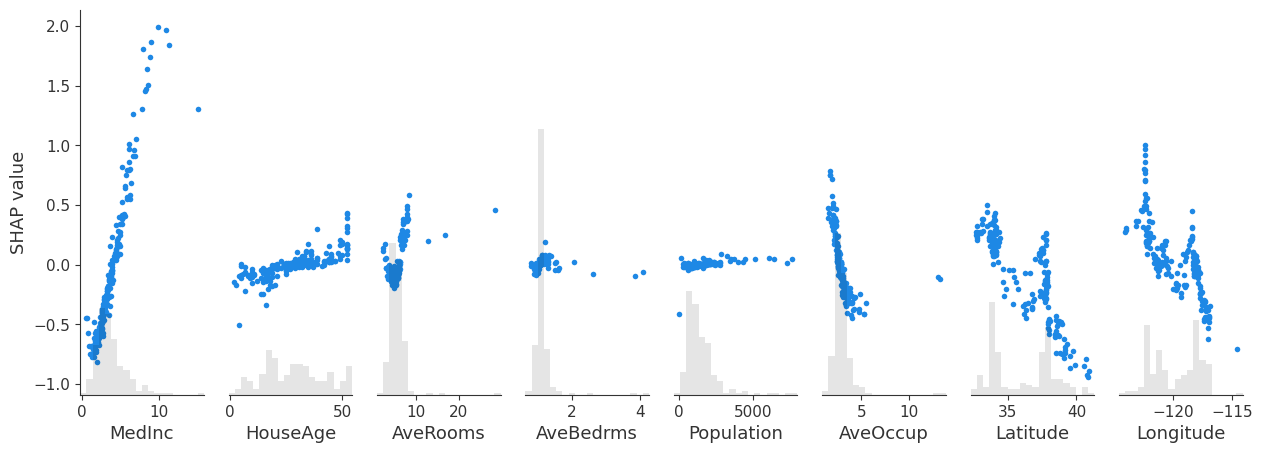 SHAP value
2.0
1.5
1.0
0.5
0.0
−0.5
−1.0
0 10
MedInc
0 50
HouseAge
10 20
AveRooms
2 4
AveBedrms
0 5000
Population
5 10
AveOccup
35 40
Latitude
−120 −115
Longitude